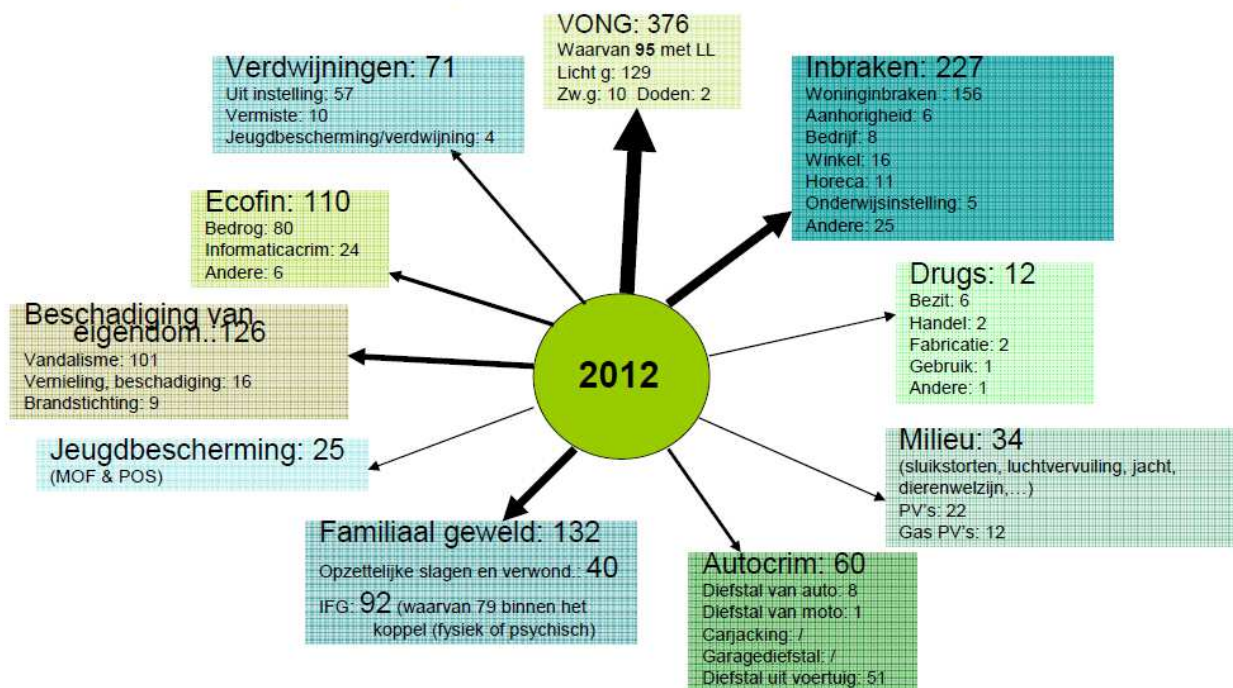 VONG: 376
Waarvan 95 met LL
Licht g: 129
Zw.g: 10 Doden: 2
Verdwijningen: 71
Uit instelling: 57
Vermiste: 10
Jeugdbescherming/verdwijning: 4
Inbraken: 227
Woninginbraken : 156
Aanhorigheid: 6
Bedrijf: 8
Winkel: 16
Horeca: 11
Onderwijsinstelling: 5
Andere: 25
Ecofin: 110
Bedrog: 80
Informaticacrim: 24
Andere: 6
Drugs: 12
Bezit: 6
Handel: 2
Fabricatie: 2
Gebruik: 1
Andere: 1
Beschadiging van
eigendom..:126
Vandalisme: 101
Vernieling, beschadiging: 16
Brandstichting: 9
2012
Jeugdbescherming: 25
(MOF & POS)
Milieu: 34
(sluikstorten, luchtvervuiling, jacht,
dierenwelzijn,…)
PV's: 22
Gas PV's: 12
Familiaal geweld: 132
Opzettelijke slagen en verwond.: 40
IFG: 92 (waarvan 79 binnen het
koppel (fysiek of psychisch)
Autocrim: 60
Diefstal van auto: 8
Diefstal van moto: 1
Carjacking: /
Garagediefstal: /
Diefstal uit voertuig: 51